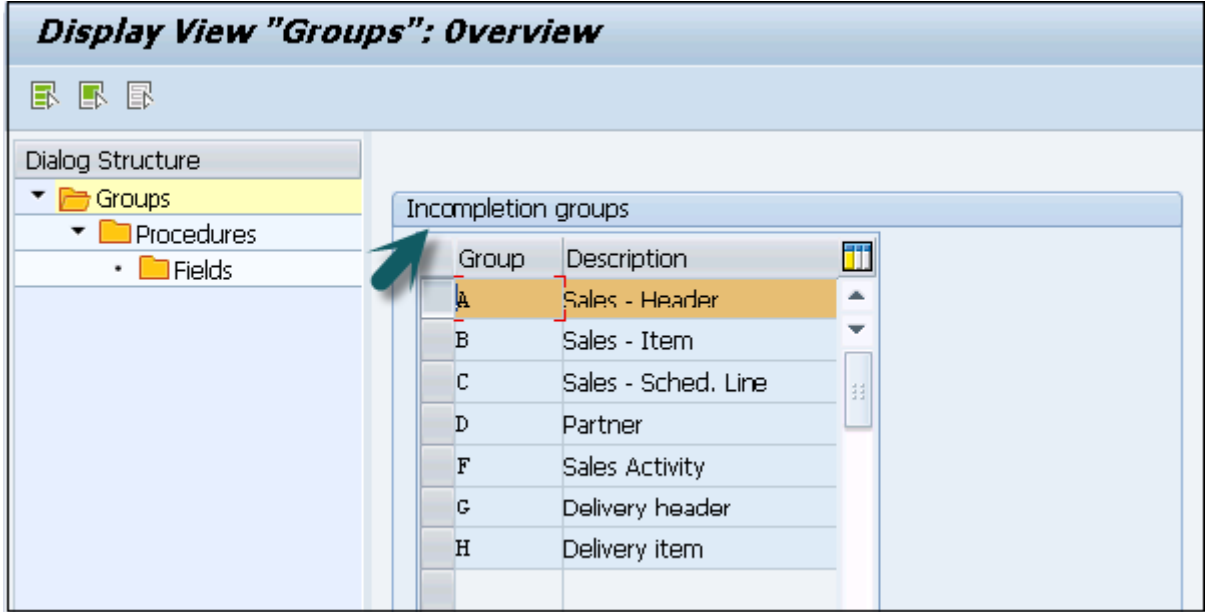 Display View "Groups": Overview
Dialog Structure
Groups
Procedures
Fields
Incompletion groups
Group Description
A Sales - Header
B Sales - Item
C Sales - Sched. Line
D Partner
F Sales Activity
G Delivery header
H Delivery item